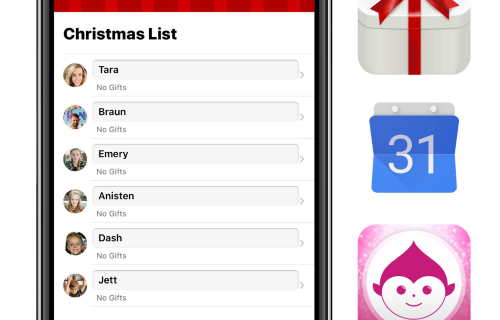 Christmas List
Tara
No Gifts
Braun
No Gifts
Emery
No Gifts
Anisten
No Gifts
Dash
No Gifts
Jett
No Gifts
31